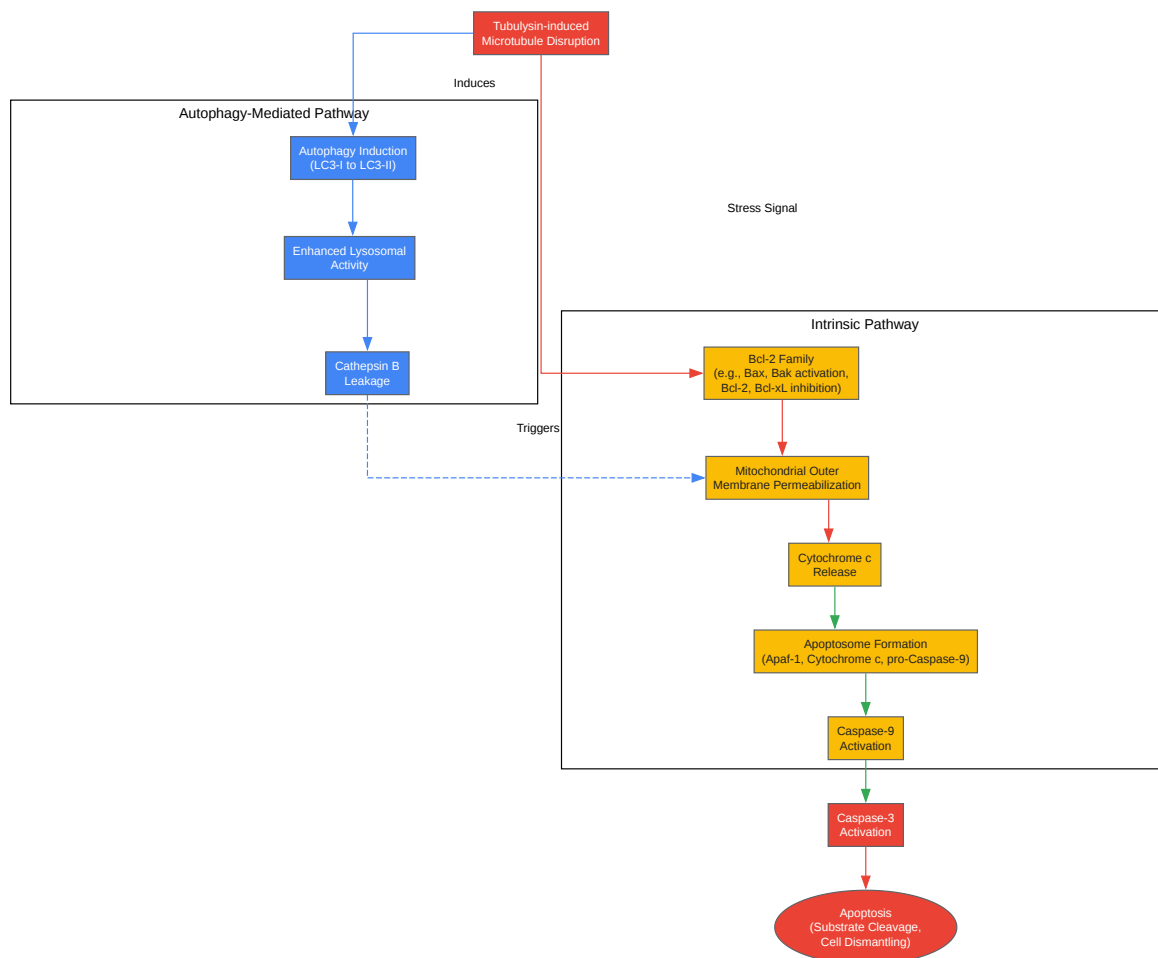 Tubulysin-induced
Microtubule Disruption
Induces
Autophagy-Mediated Pathway
Autophagy Induction
(LC3-I to LC3-II)
Stress Signal
Enhanced Lysosomal
Activity
Intrinsic Pathway
Cathepsin B
Leakage
Bcl-2 Family
(e.g., Bax, Bak activation,
Bcl-2, Bcl-xL inhibition)
Triggers
Mitochondrial Outer
Membrane Permeabilization
Cytochrome c
Release
Apoptosome Formation
(Apaf-1, Cytochrome c, pro-Caspase-9)
Caspase-9
Activation
Caspase-3
Activation
Apoptosis
(Substrate Cleavage,
Cell Dismantling)